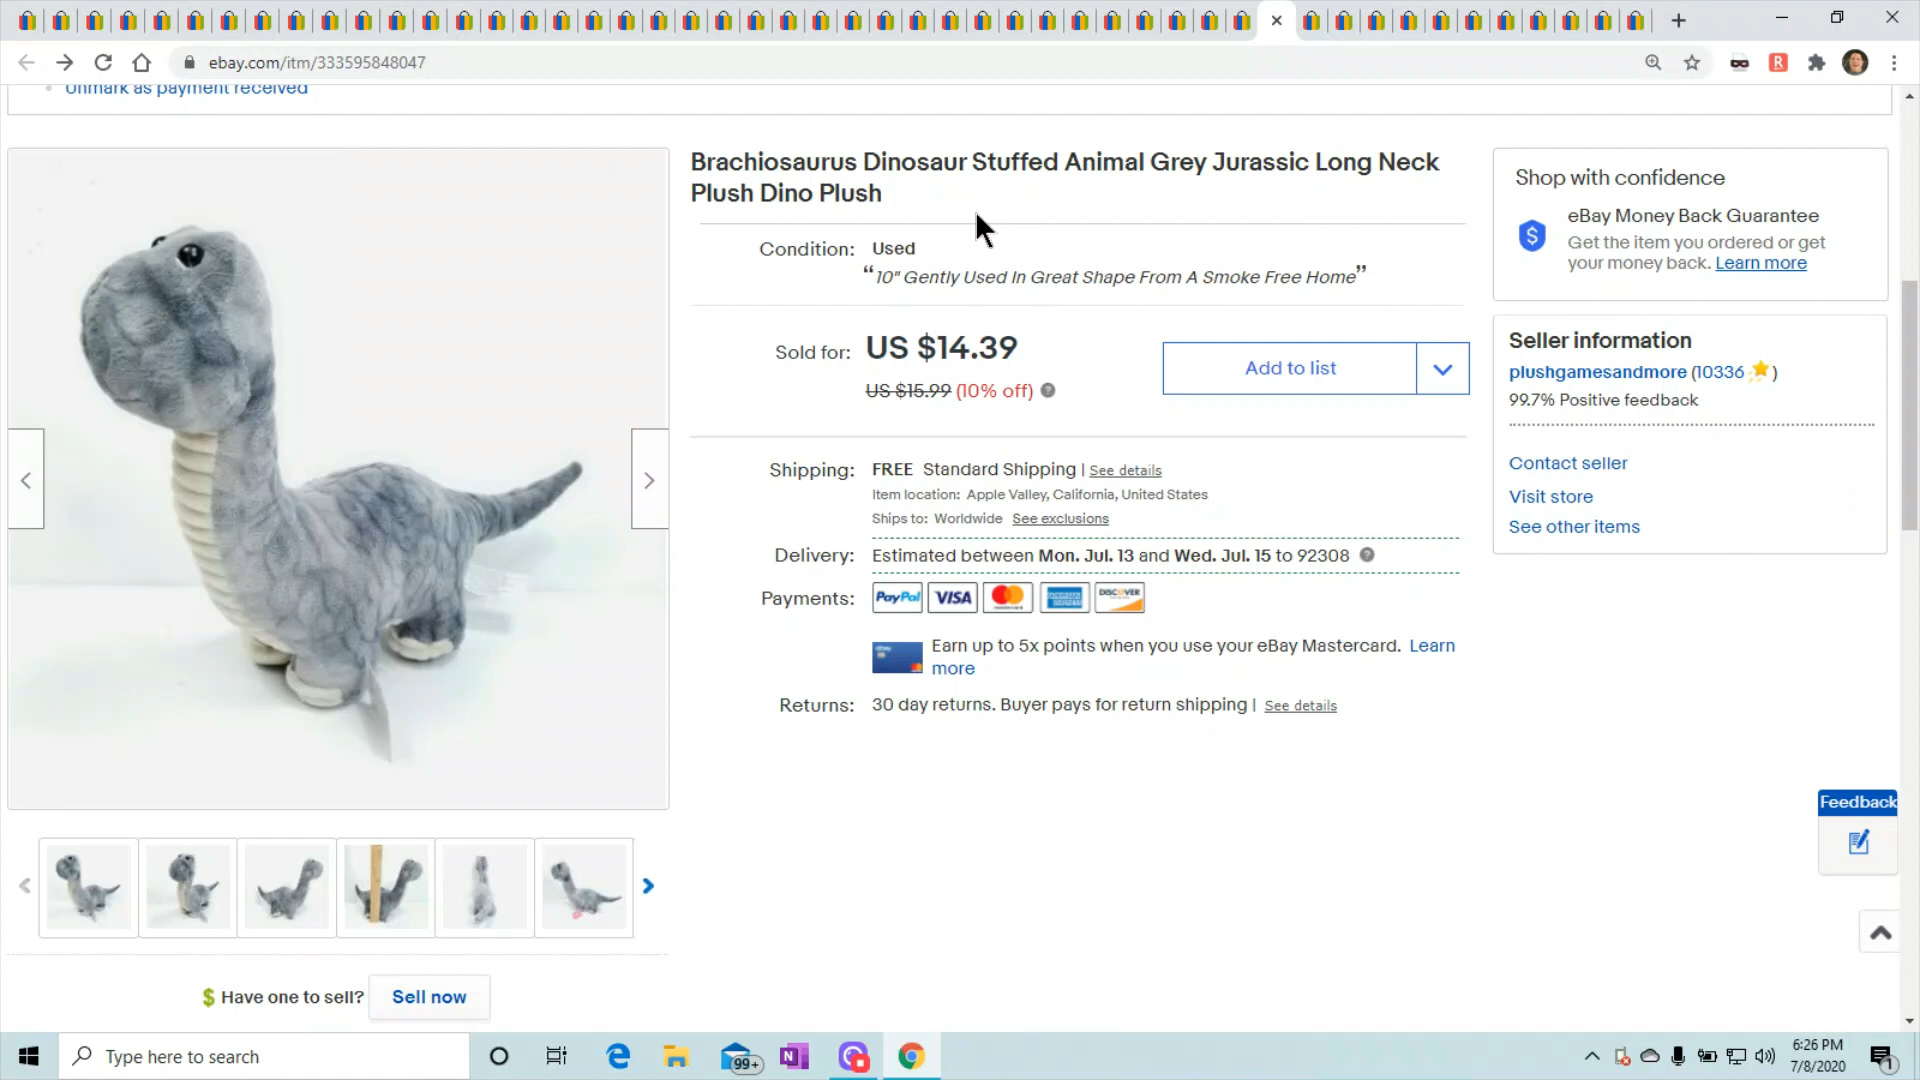 ebay.com/itm/333595848047
Unmark as payment received
Brachiosaurus Dinosaur Stuffed Animal Grey Jurassic Long Neck
Plush Dino Plush
Condition: Used
“10" Gently Used In Great Shape From A Smoke Free Home”
Sold for: US $14.39
US $15.99 (10% off)
Add to list
Shipping: FREE Standard Shipping | See details
Item location: Apple Valley, California, United States
Ships to: Worldwide See exclusions
Delivery: Estimated between Mon. Jul. 13 and Wed. Jul. 15 to 92308
Payments: PayPal VISA DISCOVER
Earn up to 5x points when you use your eBay Mastercard. Learn
more
Returns: 30 day returns. Buyer pays for return shipping | See details
Shop with confidence
eBay Money Back Guarantee
Get the item you ordered or get
your money back. Learn more
Seller information
plushgamesandmore (10336)
99.7% Positive feedback
Contact seller
Visit store
See other items
Feedback
Have one to sell? Sell now
Type here to search
99+
N
6:26 PM
7/8/2020
1